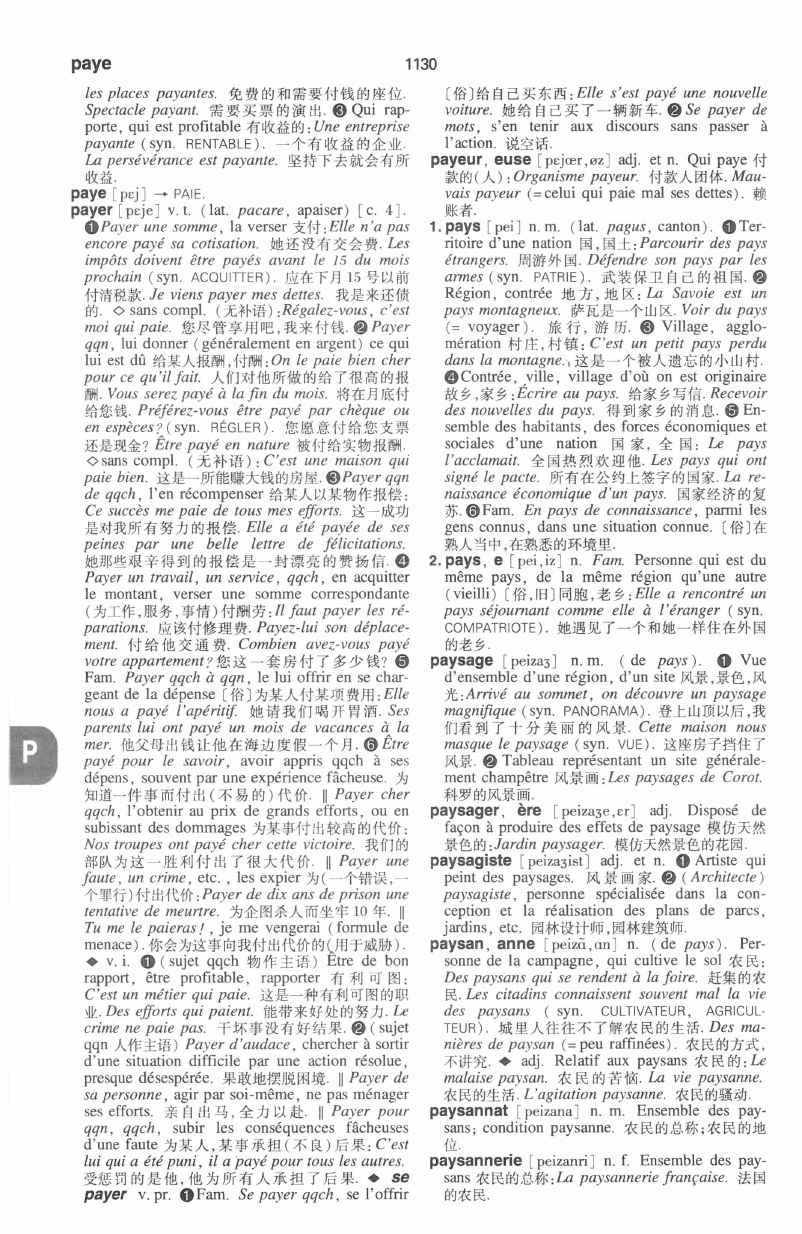 paye
1130
les places payantes. 免费的和需要付钱的座位.
Spectacle payant. 需要买票的演出. ❸ Qui rap-
porte, qui est profitable 有收益的: Une entreprise
payante (syn. RENTABLE). 一个有收益的企业.
La persévérance est payante. 坚持下去就会有所
收益.
paye [pɛj] → PAIE.
payer [pɛje] v. t. (lat. pacare, apaiser) [c. 4].
❶ Payer une somme, la verser 支付: Elle n'a pas
encore payé sa cotisation. 她还没有交会费. Les
impôts doivent être payés avant le 15 du mois
prochain (syn. ACQUITTER). 应在下月 15 号以前
付清税款. Je viens payer mes dettes. 我是来还债
的. ◇ sans compl. (无补语): Régalez-vous, c'est
moi qui paie. 您尽管享用吧,我来付钱. ❷ Payer
qqn, lui donner (généralement en argent) ce qui
lui est dû 给某人报酬,付酬: On le paie bien cher
pour ce qu'il fait. 人们对他所做的给了很高的报
酬. Vous serez payé à la fin du mois. 将在月底付
给您钱. Préférez-vous être payé par chèque ou
en espèces? (syn. RÉGLER). 您愿意付给您支票
还是现金? Être payé en nature 被付给实物报酬.
◇ sans compl. (无补语): C'est une maison qui
paie bien. 这是一所能赚大钱的房屋. ❸ Payer qqn
de qqch, l'en récompenser 给某人以某物作报偿:
Ce succès me paie de tous mes efforts. 这一成功
是对我所有努力的报偿. Elle a été payée de ses
peines par une belle lettre de félicitations.
她那些艰辛得到的报偿是一封漂亮的赞扬信. ❹
Payer un travail, un service, qqch, en acquitter
le montant, verser une somme correspondante
(为工作,服务,事情)付酬劳: Il faut payer les ré-
parations. 应该付修理费. Payez-lui son déplace-
ment. 付给他交通费. Combien avez-vous payé
votre appartement? 您这一套房付了多少钱? ❺
Fam. Payer qqch à qqn, le lui offrir en se char-
geant de la dépense [俗]为某人付某项费用: Elle
nous a payé l'apéritif. 她请我们喝开胃酒. Ses
parents lui ont payé un mois de vacances à la
mer. 他父母出钱让他在海边度假一个月. ❻ Être
payé pour le savoir, avoir appris qqch à ses
dépens, souvent par une expérience fâcheuse. 为
知道一件事而付出(不易的)代价. ‖ Payer cher
qqch, l'obtenir au prix de grands efforts, ou en
subissant des dommages 为某事付出较高的代价:
Nos troupes ont payé cher cette victoire. 我们的
部队为这一胜利付出了很大代价. ‖ Payer une
faute, un crime, etc., les expier 为(一个错误,一
个罪行)付出代价: Payer de dix ans de prison une
tentative de meurtre. 为企图杀人而坐牢 10 年. ‖
Tu me le paieras!, je me vengerai (formule de
menace). 你会为这事向我付出代价的(用于威胁).
◆ v. i. ❶ (sujet qqch 物作主语) Être de bon
rapport, être profitable, rapporter 有利可图:
C'est un métier qui paie. 这是一种有利可图的职
业. Des efforts qui paient. 能带来好处的努力. Le
crime ne paie pas. 干坏事没有好结果. ❷ (sujet
qqn 人作主语) Payer d'audace, chercher à sortir
d'une situation difficile par une action résolue,
presque désespérée. 果敢地摆脱困境. ‖ Payer de
sa personne, agir par soi-même, ne pas ménager
ses efforts. 亲自出马,全力以赴. ‖ Payer pour
qqn, qqch, subir les conséquences fâcheuses
d'une faute 为某人,某事承担(不良)后果: C'est
lui qui a été puni, il a payé pour tous les autres.
受惩罚的是他,他为所有人承担了后果. ◆ se
payer v. pr. ❶ Fam. Se payer qqch, se l'offrir
[俗]给自己买东西: Elle s'est payé une nouvelle
voiture. 她给自己买了一辆新车. ❷ Se payer de
mots, s'en tenir aux discours sans passer à
l'action. 说空话.
payeur, euse [pɛjœr,øz] adj. et n. Qui paye 付
款的(人): Organisme payeur. 付款人团体. Mau-
vais payeur (= celui qui paie mal ses dettes). 赖
账者.
1. pays [pei] n. m. (lat. pagus, canton). ❶ Ter-
ritoire d'une nation 国,国土: Parcourir des pays
étrangers. 周游外国. Défendre son pays par les
armes (syn. PATRIE). 武装保卫自己的祖国. ❷
Région, contrée 地方,地区: La Savoie est un
pays montagneux. 萨瓦是一个山区. Voir du pays
(= voyager). 旅行,游历. ❸ Village, agglo-
mération 村庄,村镇: C'est un petit pays perdu
dans la montagne. 这是一个被人遗忘的小山村.
❹ Contrée, ville, village d'où on est originaire
故乡,家乡: Écrire au pays. 给家乡写信. Recevoir
des nouvelles du pays. 得到家乡的消息. ❺ En-
semble des habitants, des forces économiques et
sociales d'une nation 国家,全国: Le pays
l'acclamait. 全国热烈欢迎他. Les pays qui ont
signé le pacte. 所有在公约上签字的国家. La re-
naissance économique d'un pays. 国家经济的复
苏. ❻ Fam. En pays de connaissance, parmi les
gens connus, dans une situation connue. [俗]在
熟人当中,在熟悉的环境里.
2. pays, e [pei,iz] n. Fam. Personne qui est du
même pays, de la même région qu'une autre
(vieilli) [俗,旧]同胞,老乡: Elle a rencontré un
pays séjournant comme elle à l'éranger (syn.
COMPATRIOTE). 她遇见了一个和她一样住在外国
的老乡.
paysage [peizaʒ] n. m. (de pays). ❶ Vue
d'ensemble d'une région, d'un site 风景,景色,风
光: Arrivé au sommet, on découvre un paysage
magnifique (syn. PANORAMA). 登上山顶以后,我
们看到了十分美丽的风景. Cette maison nous
masque le paysage (syn. VUE). 这座房子挡住了
风景. ❷ Tableau représentant un site générale-
ment champêtre 风景画: Les paysages de Corot.
科罗的风景画.
paysager, ère [peizaʒe,ɛr] adj. Disposé de
façon à produire des effets de paysage 模仿天然
景色的: Jardin paysager. 模仿天然景色的花园.
paysagiste [peizaʒist] adj. et n. ❶ Artiste qui
peint des paysages. 风景画家. ❷ (Architecte)
paysagiste, personne spécialisée dans la con-
ception et la réalisation des plans de parcs,
jardins, etc. 园林设计师,园林建筑师.
paysan, anne [peizɑ̃,an] n. (de pays). Per-
sonne de la campagne, qui cultive le sol 农民:
Des paysans qui se rendent à la foire. 赶集的农
民. Les citadins connaissent souvent mal la vie
des paysans (syn. CULTIVATEUR, AGRICUL-
TEUR). 城里人往往不了解农民的生活. Des ma-
nières de paysan (= peu raffinées). 农民的方式,
不讲究. ◆ adj. Relatif aux paysans 农民的: Le
malaise paysan. 农民的苦恼. La vie paysanne.
农民的生活. L'agitation paysanne. 农民的骚动.
paysannat [peizana] n. m. Ensemble des pay-
sans; condition paysanne. 农民的总称;农民的地
位.
paysannerie [peizanri] n. f. Ensemble des pay-
sans 农民的总称: La paysannerie française. 法国
的农民.
P